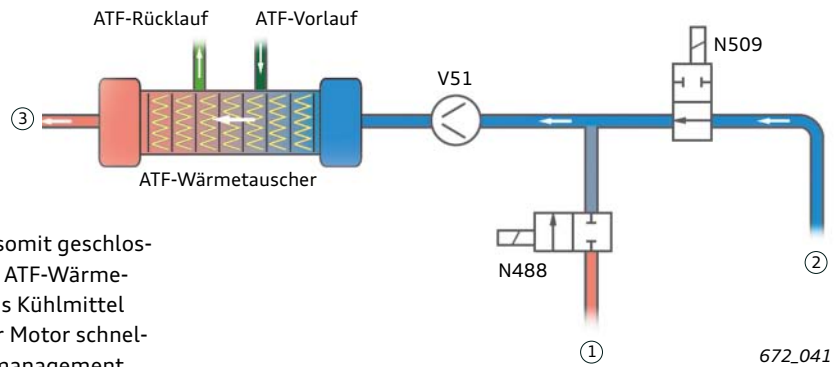 ATF-Rücklauf
ATF-Vorlauf
N509
V51
3
ATF-Wärmetauscher
somit geschlos-
ATF-Wärme-
s Kühlmittel
N488
2
r Motor schnel-
management
1
672_041